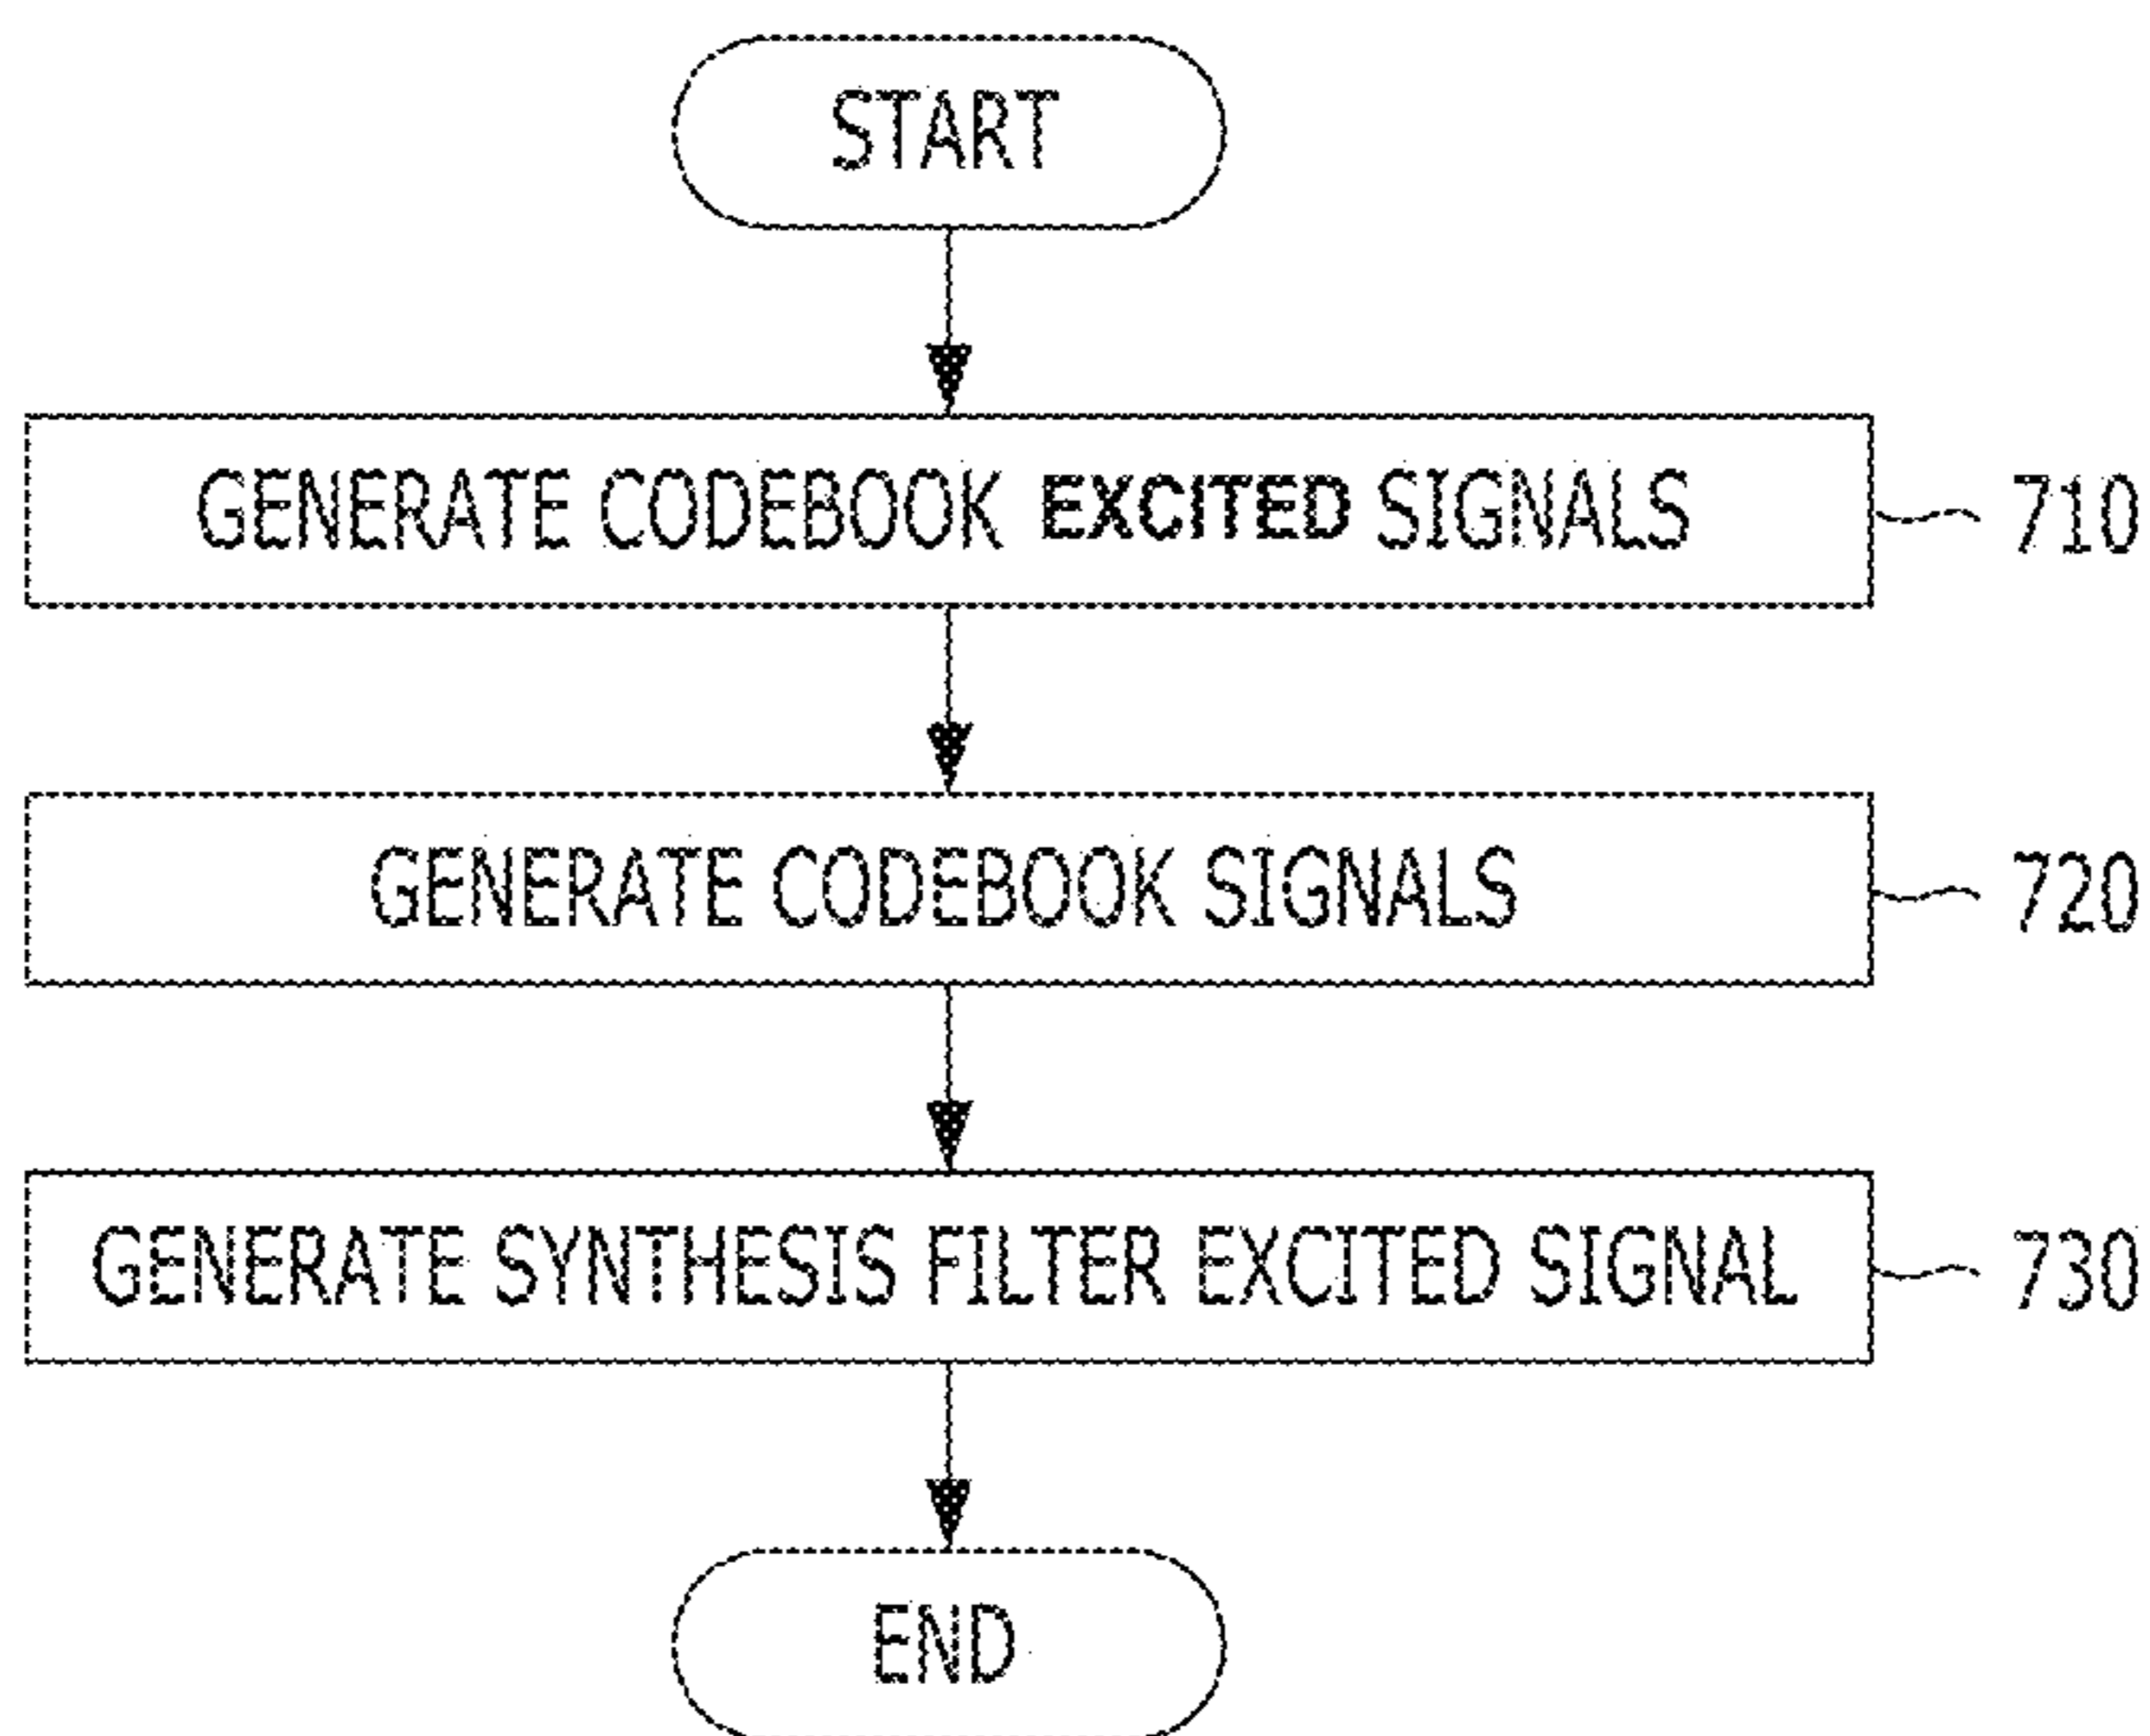 START
GENERATE CODEBOOK EXCITED SIGNALS
710
GENERATE CODEBOOK SIGNALS
720
GENERATE SYNTHESIS FILTER EXCITED SIGNAL
730
END